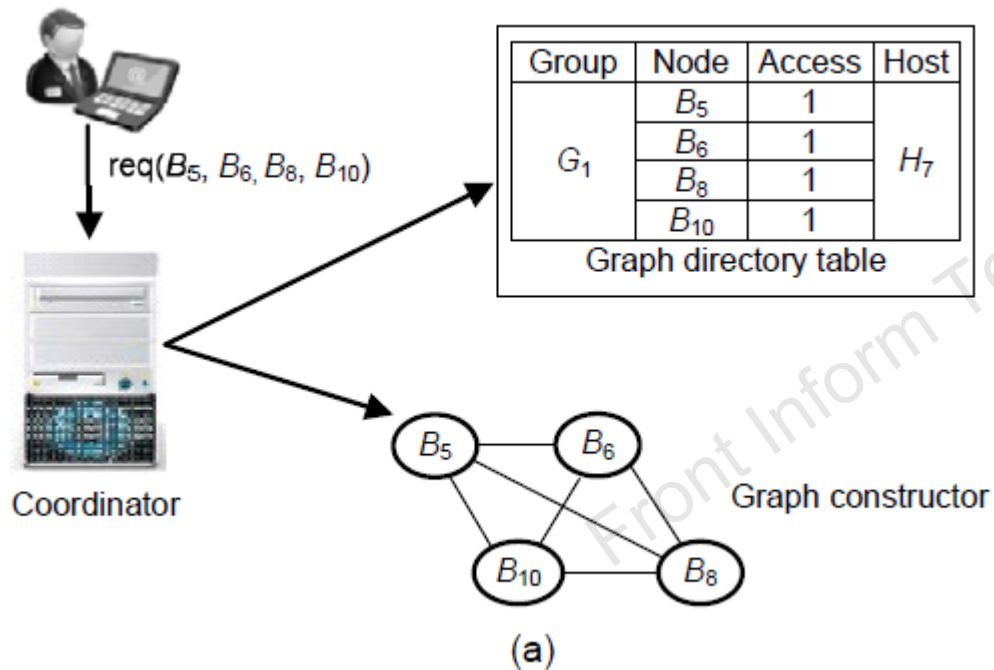 Group Node Access Host
B5 1
B6 1
G1 H7
B8 1
B10 1
Graph directory table
req(B5, B6, B8, B10)
Coordinator
B5 B6
Graph constructor
B10 B8
(a)
Front Inform Te